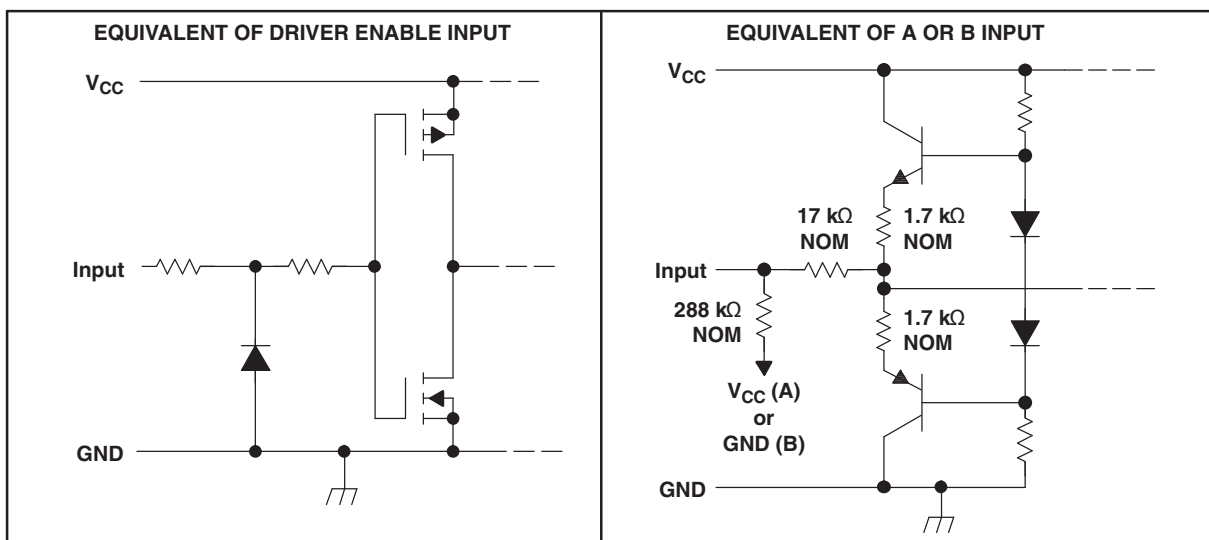 EQUIVALENT OF DRIVER ENABLE INPUT
VCC
Input
GND
EQUIVALENT OF A OR B INPUT
VCC
17 kΩ
NOM
1.7 kΩ
NOM
Input
288 kΩ
NOM
1.7 kΩ
NOM
VCC (A)
or
GND (B)
GND